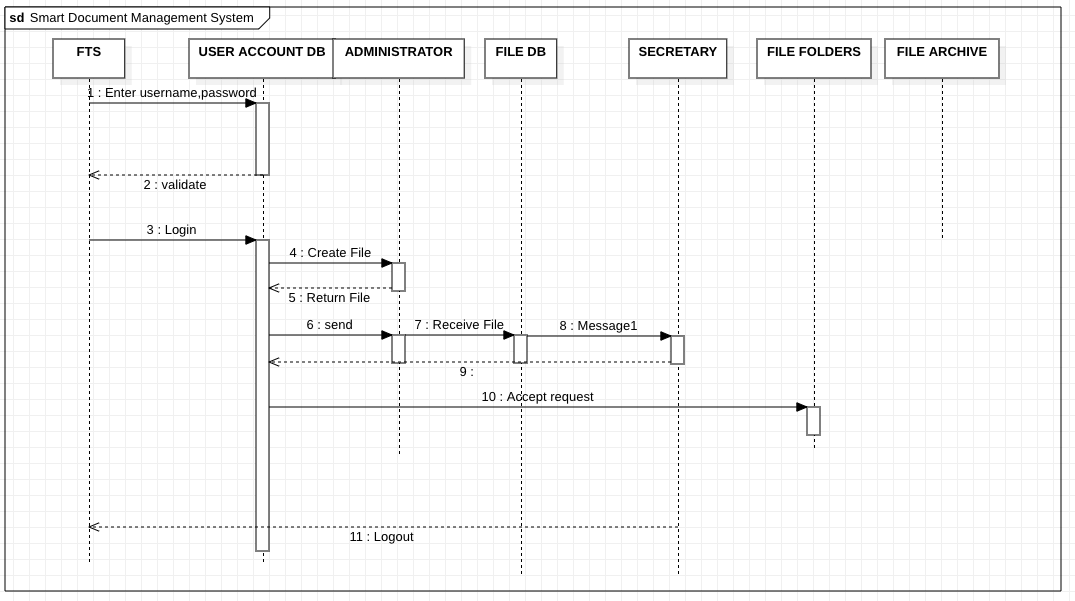 sd Smart Document Management System
FTS
USER ACCOUNT DB
ADMINISTRATOR
FILE DB
SECRETARY
FILE FOLDERS
FILE ARCHIVE
1 : Enter username,password
2 : validate
3 : Login
4 : Create File
5 : Return File
6 : send
7 : Receive File
8 : Message1
9 :
10 : Accept request
11 : Logout